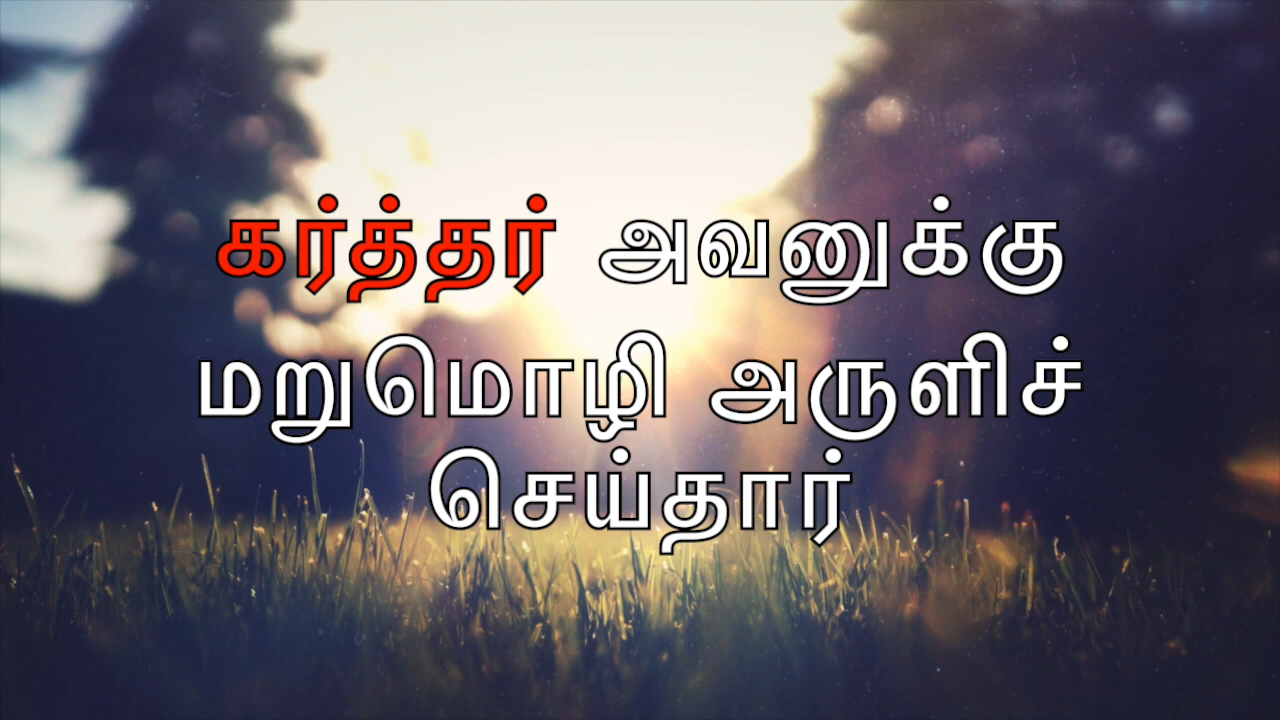 கர்த்தர் அவனுக்கு
மறுமொழி அருளிச்
செய்தார்